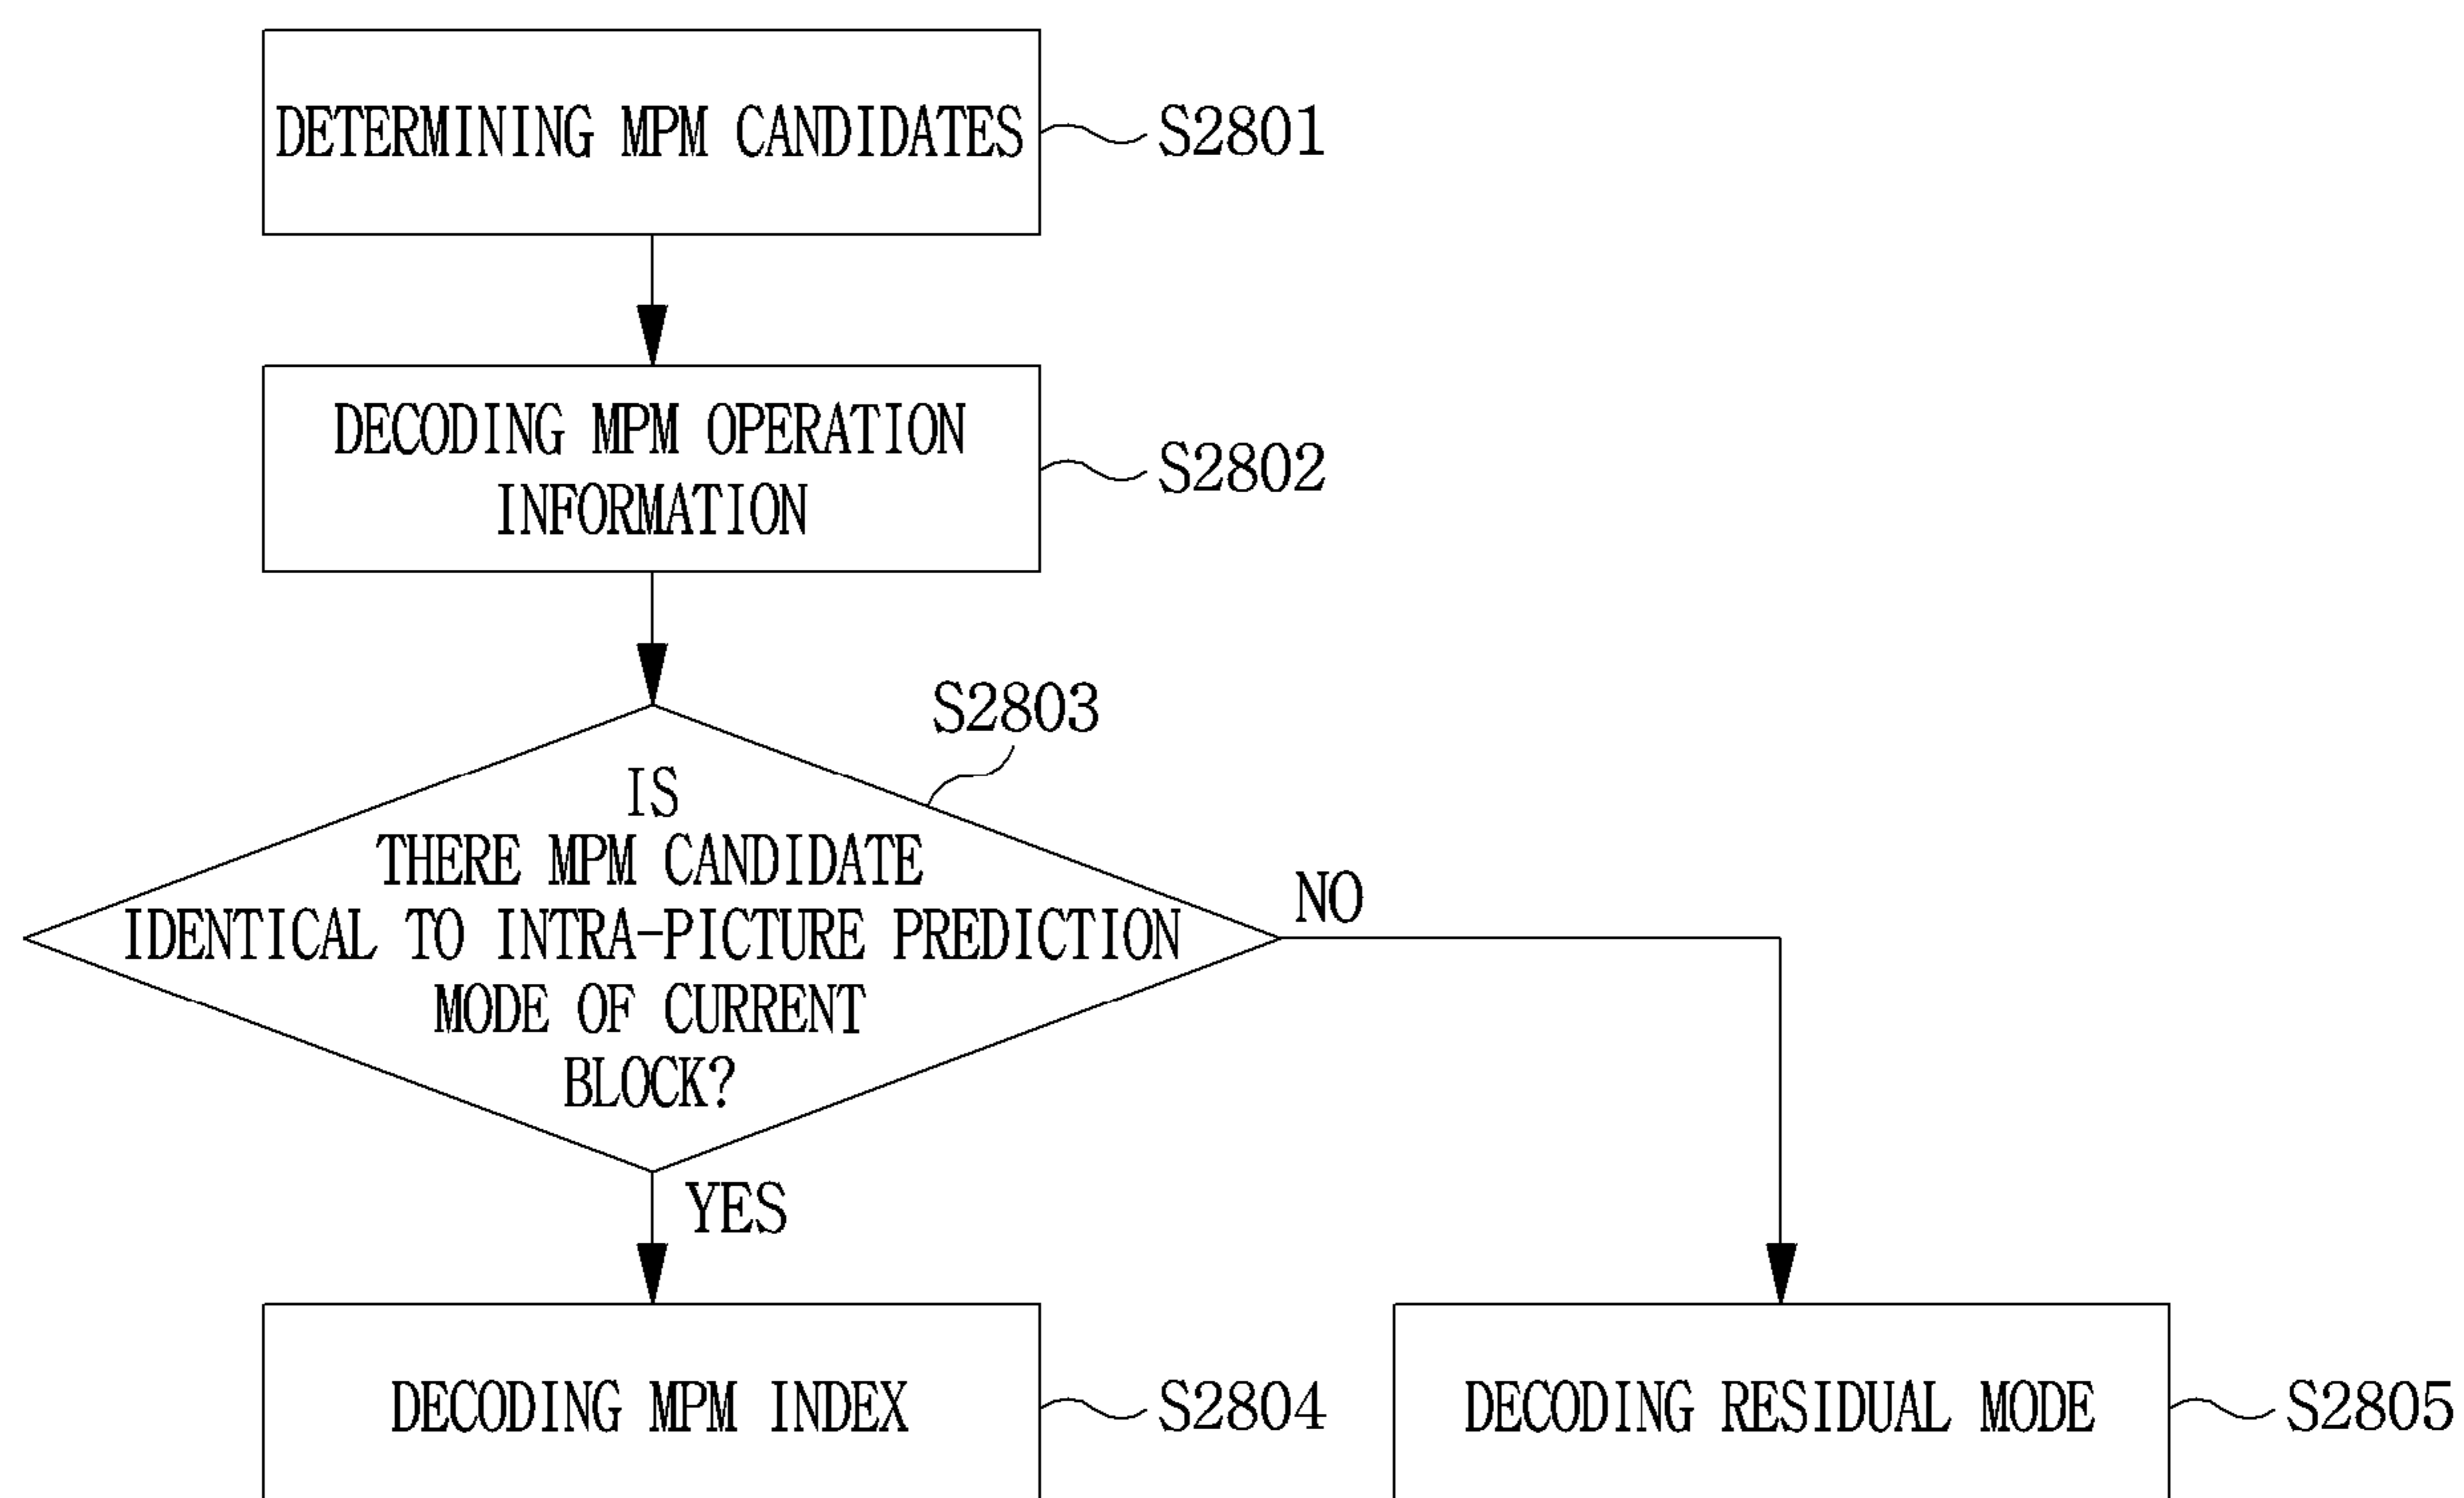 DETERMINING MPM CANDIDATES
S2801
DECODING MPM OPERATION
INFORMATION
S2802
S2803
IS
THERE MPM CANDIDATE
IDENTICAL TO INTRA-PICTURE PREDICTION
MODE OF CURRENT
BLOCK?
NO
YES
DECODING MPM INDEX
S2804
DECODING RESIDUAL MODE
S2805